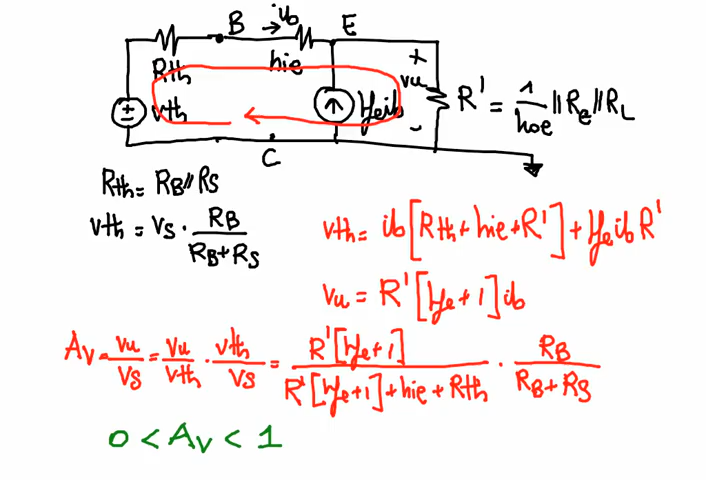 B → ib E
Rth hie + vu -
± vth ↑ hfeib R' = 1/hoe || Re || RL
C
Rth = RB//RS
vth = vS · RB/(RB+RS)
vth = ib[Rth+hie+R']+hfe ib R'
vu = R'[hfe+1]ib
Av = vu/vS = vu/vth · vth/vS = R'[hfe+1]/(R'[hfe+1]+hie+Rth) · RB/(RB+RS)
0 < Av < 1